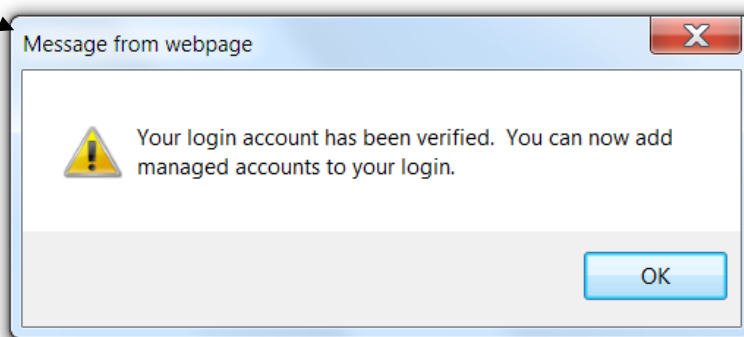 Message from webpage
Your login account has been verified.  You can now add
managed accounts to your login.
OK